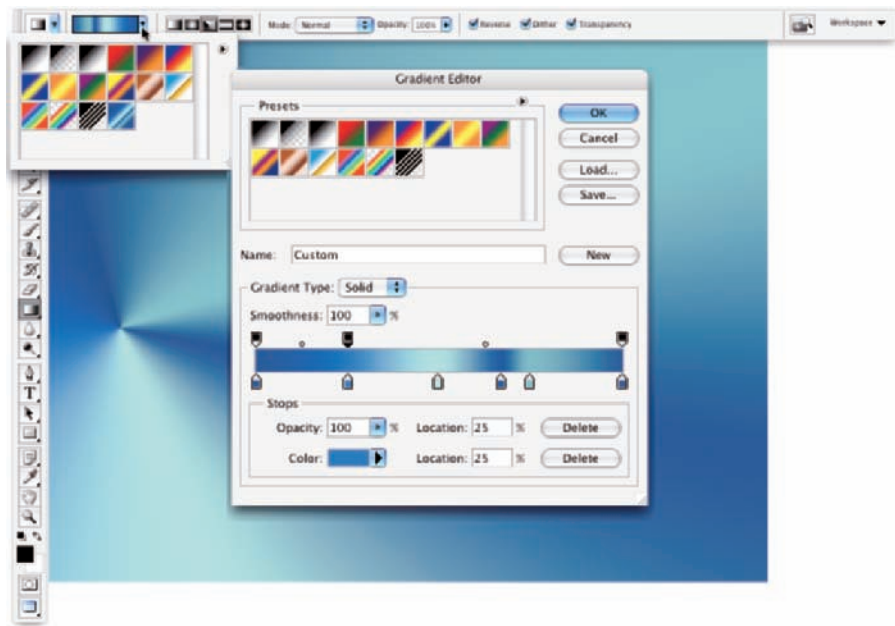 Mode: Normal Opacity: 100% Reverse Dither Transparency Workspace
Gradient Editor
Presets
OK
Cancel
Load...
Save...
Name: Custom New
Gradient Type: Solid
Smoothness: 100 %
Stops
Opacity: 100 % Location: 25 % Delete
Color: Location: 25 % Delete
T